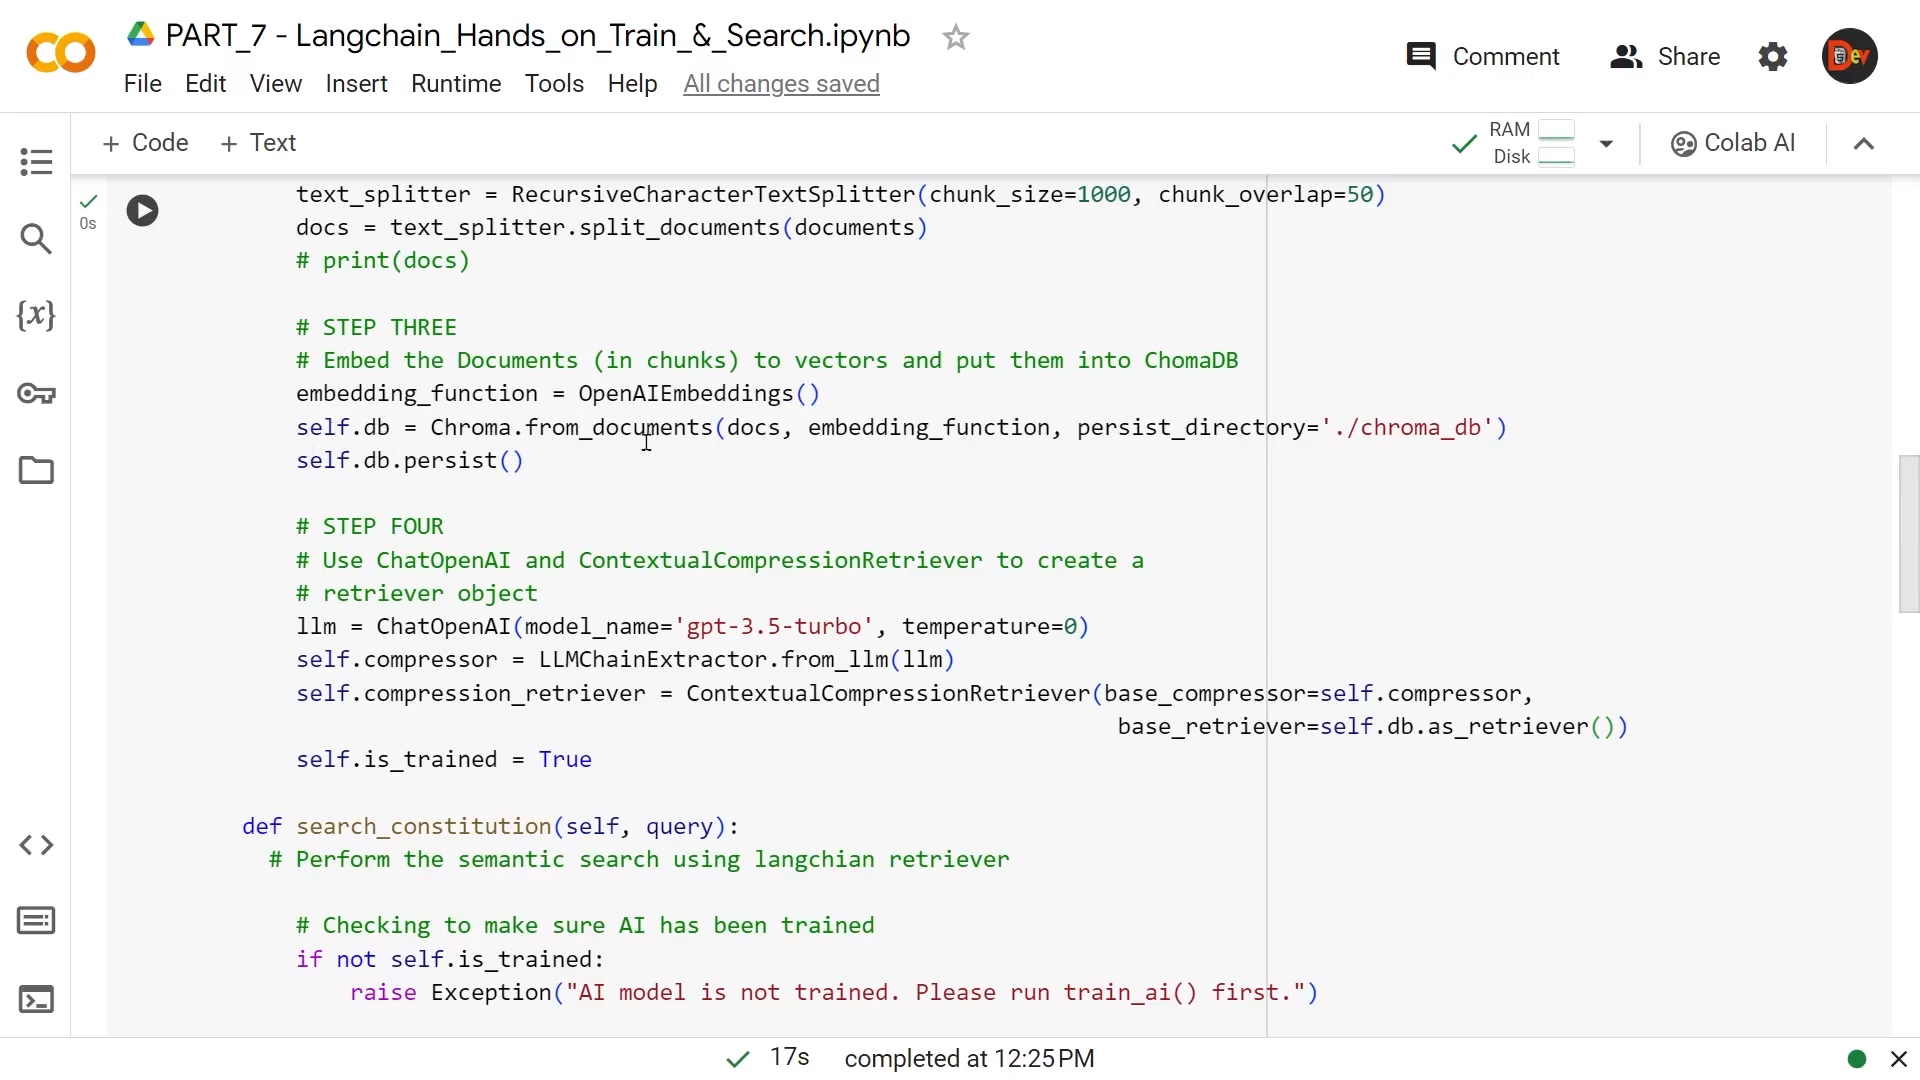 PART_7 - Langchain_Hands_on_Train_&_Search.ipynb
Comment
Share
Dev
File Edit View Insert Runtime Tools Help All changes saved
+ Code + Text
RAM
Disk
Colab AI
{x}
0s
text_splitter = RecursiveCharacterTextSplitter(chunk_size=1000, chunk_overlap=50)
docs = text_splitter.split_documents(documents)
# print(docs)
# STEP THREE
# Embed the Documents (in chunks) to vectors and put them into ChomaDB
embedding_function = OpenAIEmbeddings()
self.db = Chroma.from_documents(docs, embedding_function, persist_directory='./chroma_db')
self.db.persist()
# STEP FOUR
# Use ChatOpenAI and ContextualCompressionRetriever to create a
# retriever object
llm = ChatOpenAI(model_name='gpt-3.5-turbo', temperature=0)
self.compressor = LLMChainExtractor.from_llm(llm)
self.compression_retriever = ContextualCompressionRetriever(base_compressor=self.compressor,
base_retriever=self.db.as_retriever())
self.is_trained = True
def search_constitution(self, query):
# Perform the semantic search using langchian retriever
# Checking to make sure AI has been trained
if not self.is_trained:
raise Exception("AI model is not trained. Please run train_ai() first.")
17s completed at 12:25 PM